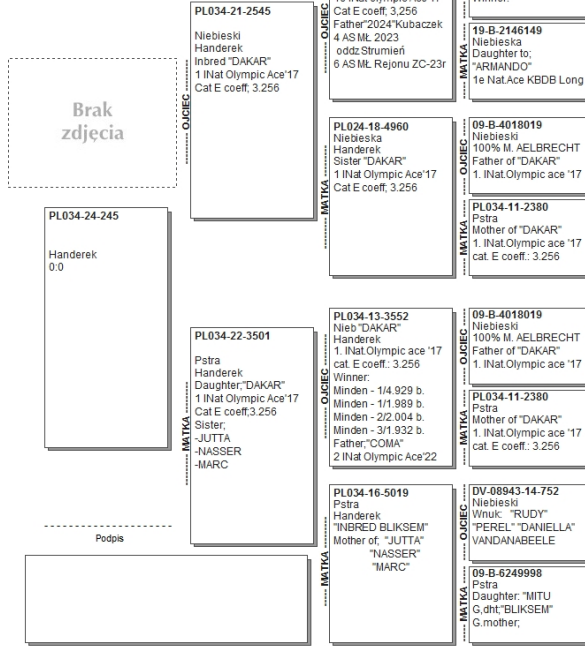 PL034-21-2545
Niebieski
Handerek
Inbred "DAKAR"
1 INat Olympic Ace'17
Cat E coeff; 3.256
OJCIEC
Cat E coeff; 3,256
Father"2024"Kubaczek
4 AS MŁ 2023
oddz.Strumień
6 AS MŁ Rejonu ZC-23r
OJCIEC
19-B-2146149
Niebieska
Daughter to;
"ARMANDO"
1e Nat.Ace KBDB Long
MATKA
Brak
zdjęcia
PL024-18-4960
Niebieska
Handerek
Sister "DAKAR"
1 INat Olympic Ace'17
Cat E coeff; 3.256
MATKA
09-B-4018019
Niebieski
100% M. AELBRECHT
Father of "DAKAR"
1. INat.Olympic ace '17
OJCIEC
PL034-11-2380
Pstra
Mother of "DAKAR"
1. INat.Olympic ace '17
cat. E coeff.: 3.256
MATKA
PL034-24-245
Handerek
0:0
PL034-22-3501
Pstra
Handerek
Daughter;"DAKAR"
1 INat Olympic Ace'17
Cat E coeff;3.256
Sister;
-JUTTA
-NASSER
-MARC
MATKA
PL034-13-3552
Nieb "DAKAR"
Handerek
1. INat.Olympic ace '17
cat. E coeff.: 3.256
Winner:
Minden - 1/4.929 b.
Minden - 1/1.989 b.
Minden - 2/2.004 b.
Minden - 3/1.932 b.
Father;"COMA"
2 INat Olympic Ace'22
OJCIEC
09-B-4018019
Niebieski
100% M. AELBRECHT
Father of "DAKAR"
1. INat.Olympic ace '17
OJCIEC
PL034-11-2380
Pstra
Mother of "DAKAR"
1. INat.Olympic ace '17
cat. E coeff.: 3.256
MATKA
PL034-16-5019
Pstra
Handerek
"INBRED BLIKSEM"
Mother of; "JUTTA"
"NASSER"
"MARC"
MATKA
DV-08943-14-752
Niebieski
Wnuk: "RUDY"
"PEREL" "DANIELLA"
VANDANABEELE
OJCIEC
09-B-6249998
Pstra
Daughter: "MITU
G,dht;"BLIKSEM"
G.mother;
MATKA
Podpis